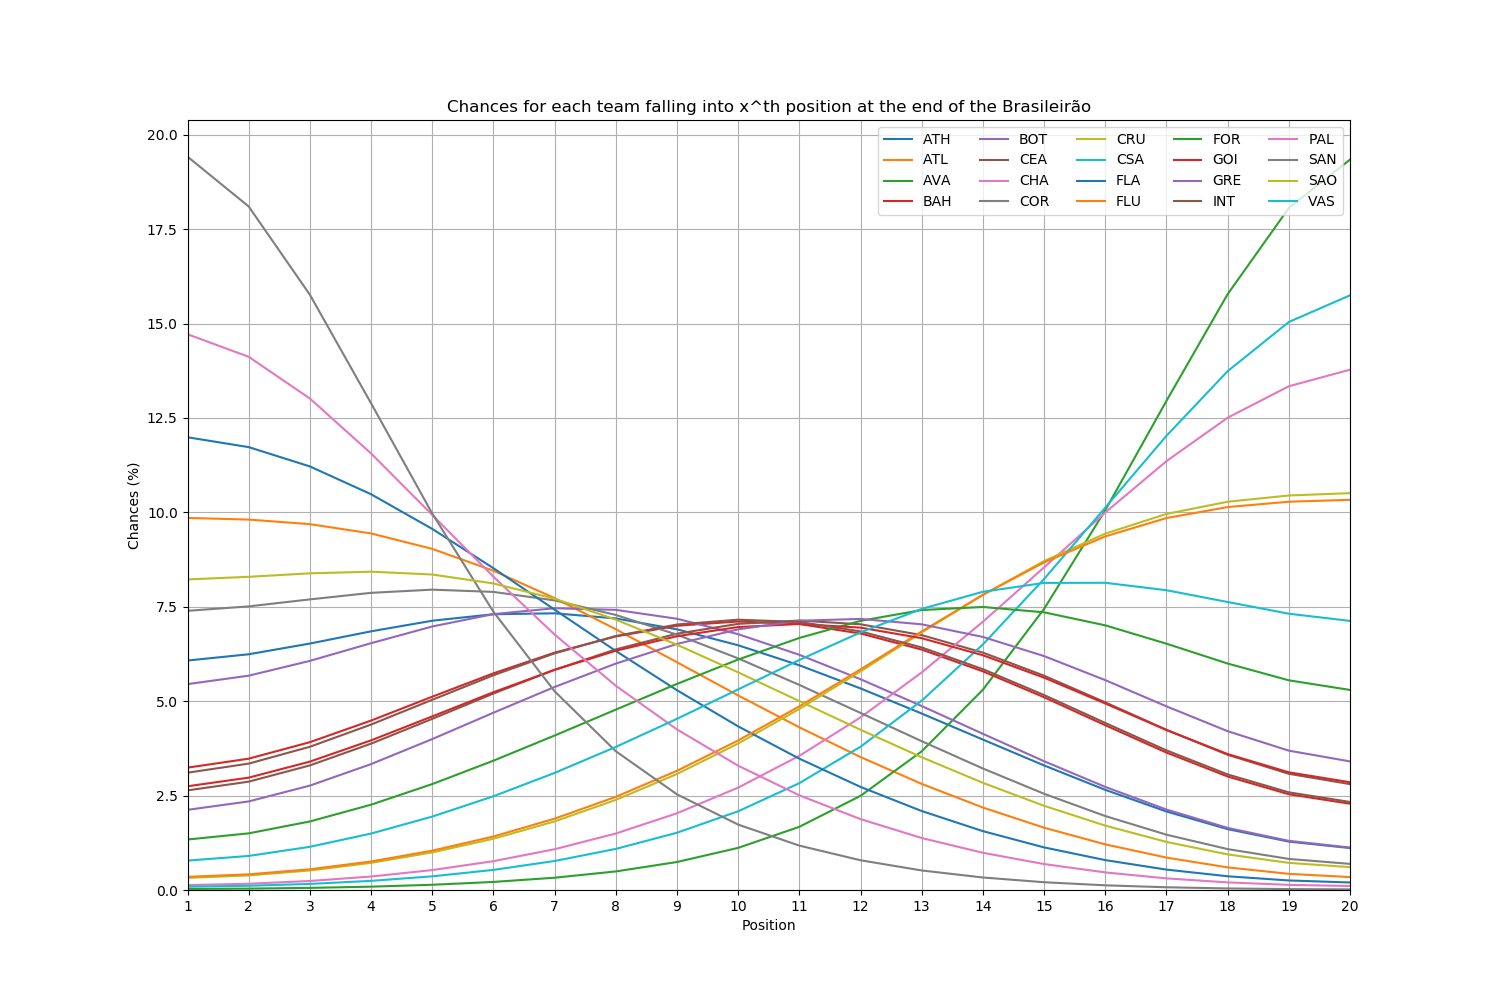 Chances for each team falling into x^th position at the end of the Brasileirão
20.0
17.5
15.0
12.5
10.0
7.5
5.0
2.5
0.0
Chances (%)
ATH BOT CRU FOR PAL
ATL CEA CSA GOI SAN
AVA CHA FLA GRE SAO
BAH COR FLU INT VAS
1 2 3 4 5 6 7 8 9 10 11 12 13 14 15 16 17 18 19 20
Position